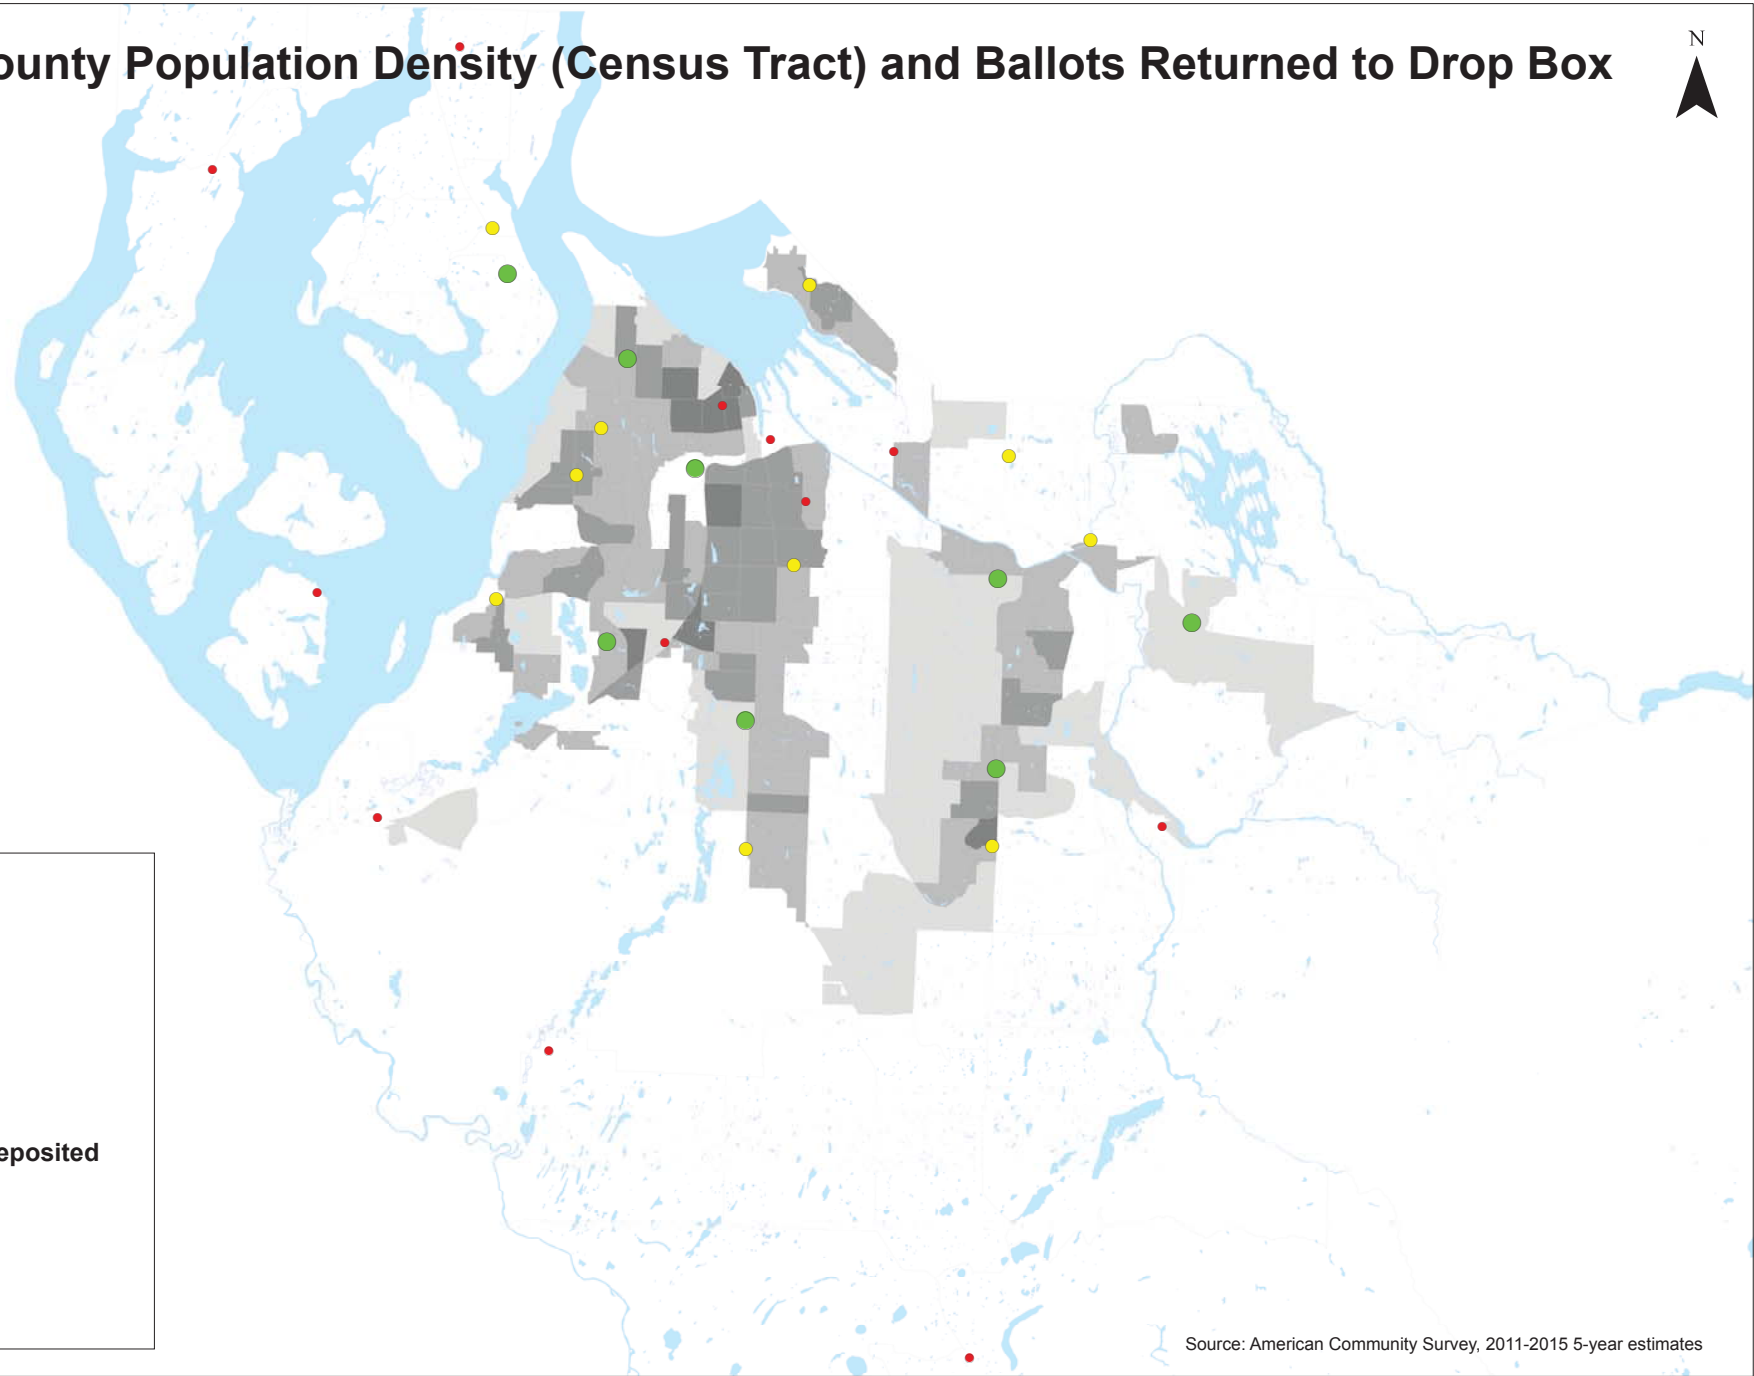 ounty Population Density (Census Tract) and Ballots Returned to Drop Box
N
eposited
Source: American Community Survey, 2011-2015 5-year estimates